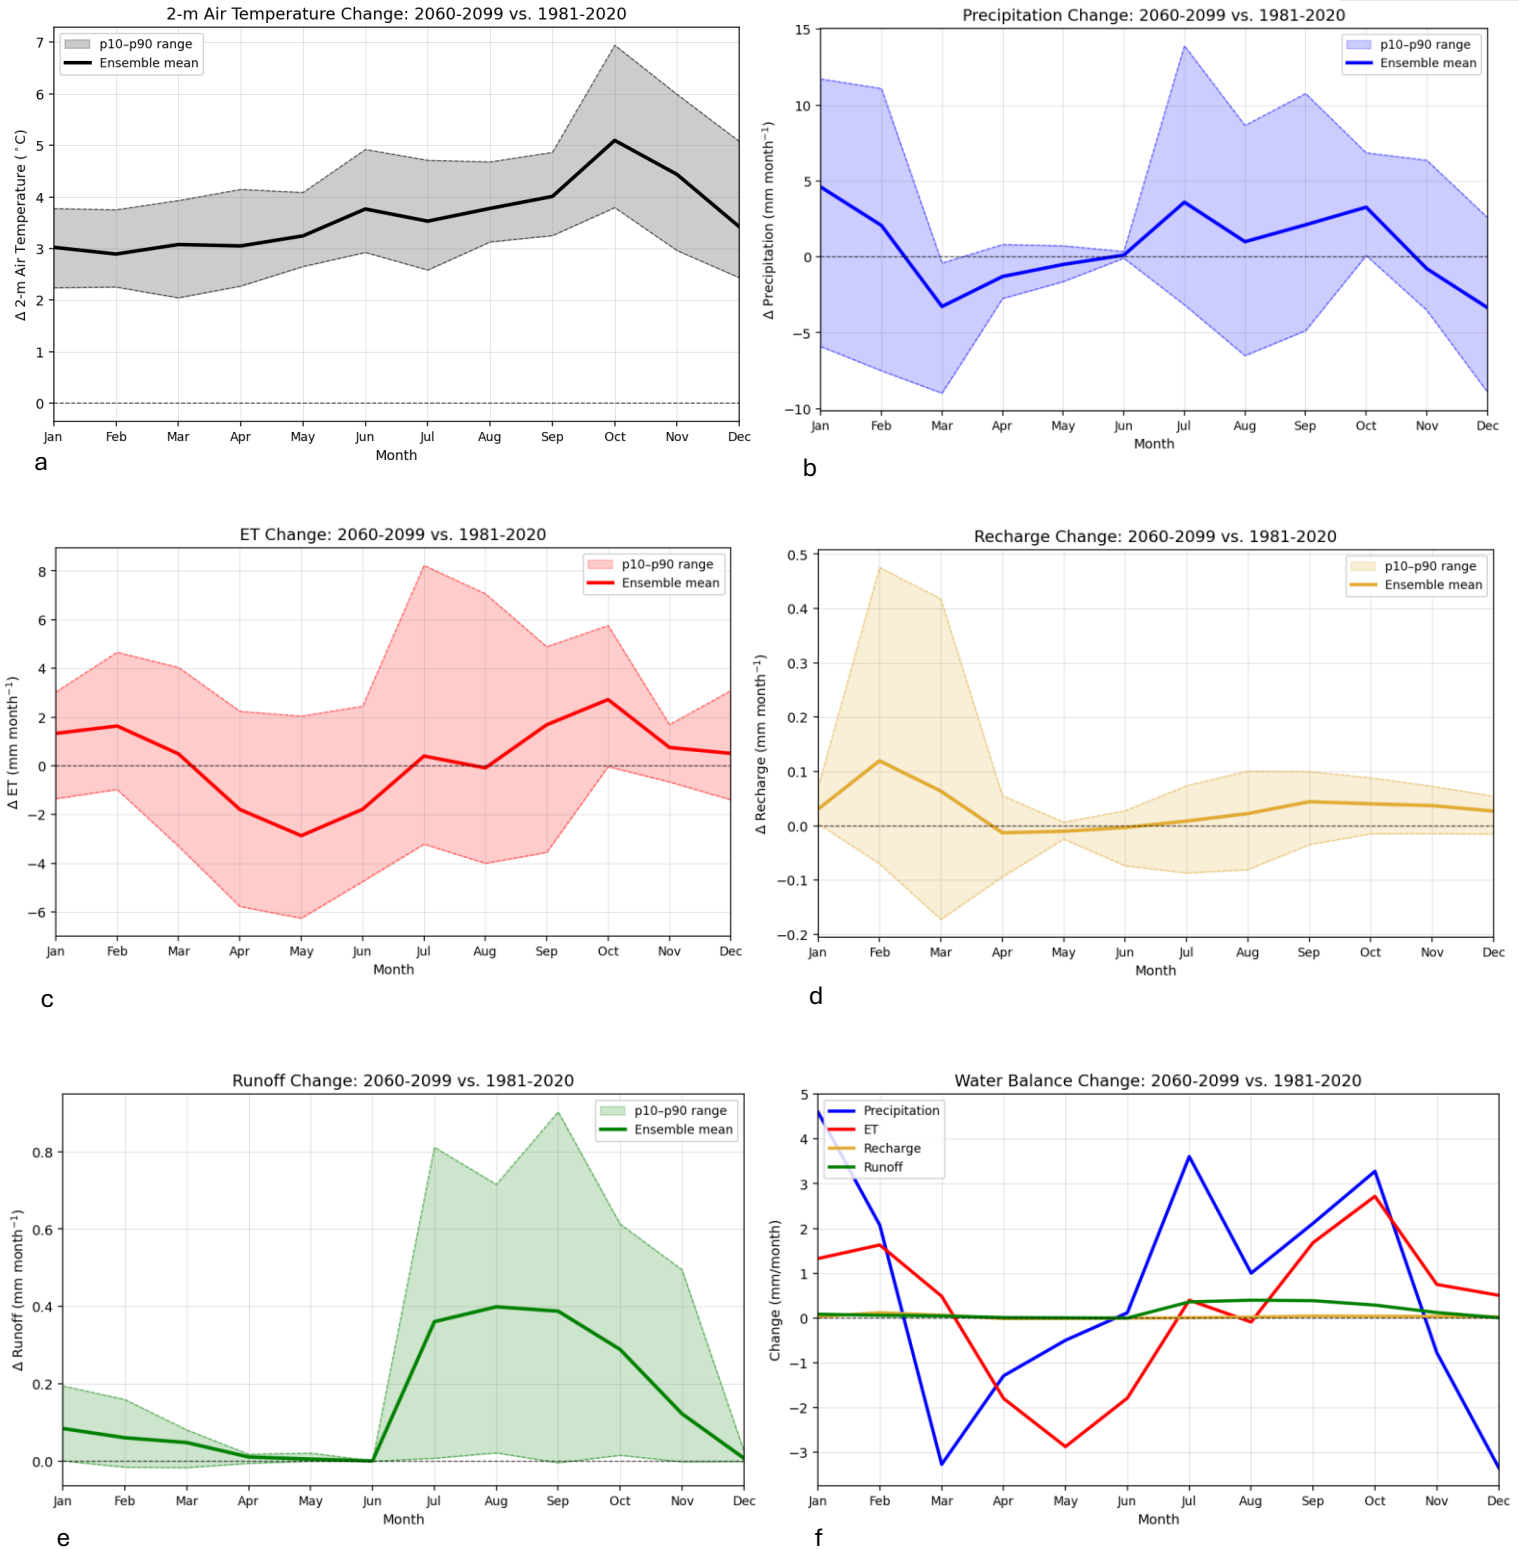 2-m Air Temperature Change: 2060-2099 vs. 1981-2020
p10–p90 range
Ensemble mean
Δ 2-m Air Temperature (°C)
7
6
5
4
3
2
1
0
Jan Feb Mar Apr May Jun Jul Aug Sep Oct Nov Dec
Month
a
Precipitation Change: 2060-2099 vs. 1981-2020
p10–p90 range
Ensemble mean
Δ Precipitation (mm month⁻¹)
15
10
5
0
−5
−10
Jan Feb Mar Apr May Jun Jul Aug Sep Oct Nov Dec
Month
b
ET Change: 2060-2099 vs. 1981-2020
p10–p90 range
Ensemble mean
Δ ET (mm month⁻¹)
8
6
4
2
0
−2
−4
−6
Jan Feb Mar Apr May Jun Jul Aug Sep Oct Nov Dec
Month
c
Recharge Change: 2060-2099 vs. 1981-2020
p10–p90 range
Ensemble mean
Δ Recharge (mm month⁻¹)
0.5
0.4
0.3
0.2
0.1
0.0
−0.1
−0.2
Jan Feb Mar Apr May Jun Jul Aug Sep Oct Nov Dec
Month
d
Runoff Change: 2060-2099 vs. 1981-2020
p10–p90 range
Ensemble mean
Δ Runoff (mm month⁻¹)
0.8
0.6
0.4
0.2
0.0
Jan Feb Mar Apr May Jun Jul Aug Sep Oct Nov Dec
Month
e
Water Balance Change: 2060-2099 vs. 1981-2020
Precipitation
ET
Recharge
Runoff
Change (mm/month)
5
4
3
2
1
0
−1
−2
−3
Jan Feb Mar Apr May Jun Jul Aug Sep Oct Nov Dec
Month
f